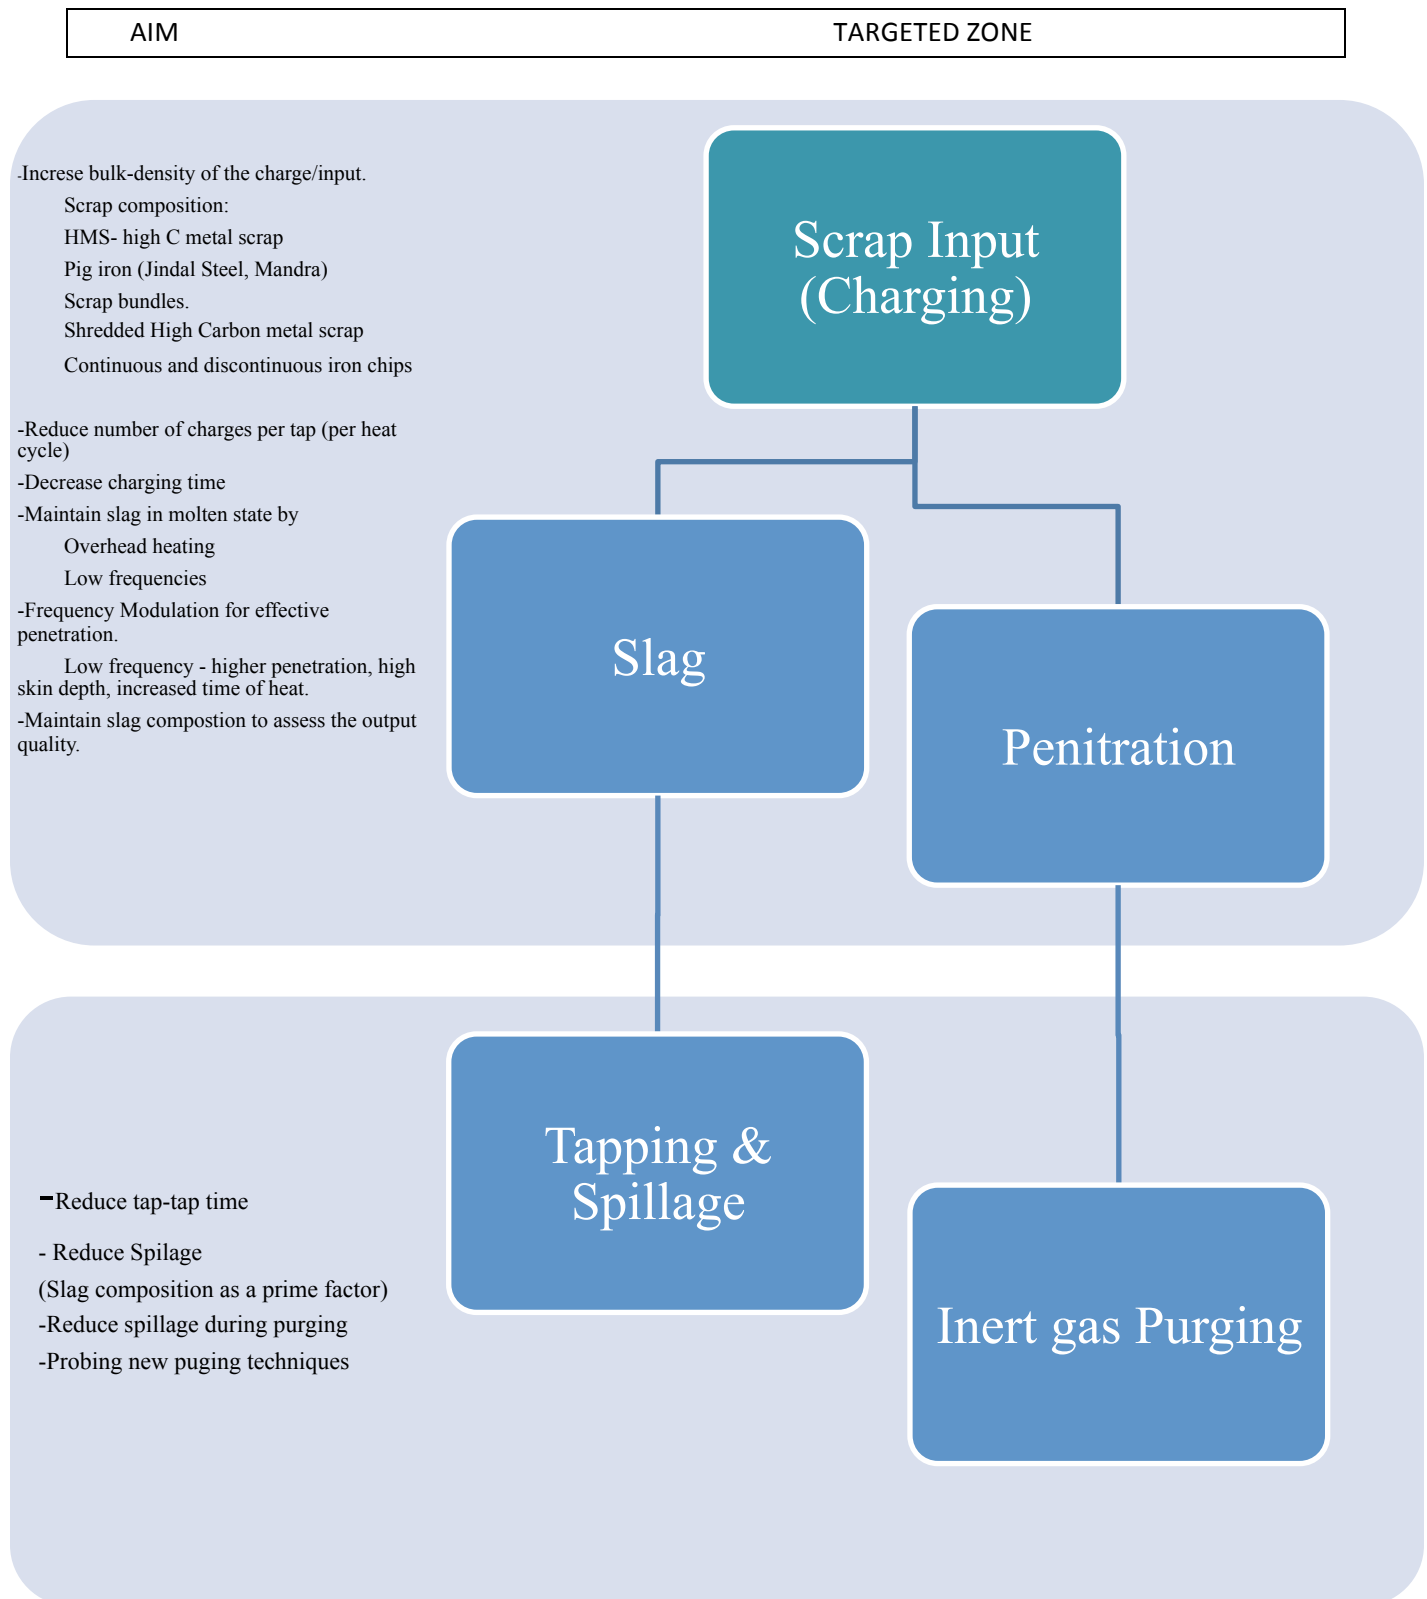 AIM TARGETED ZONE
-Increse bulk-density of the charge/input.
Scrap composition:
HMS- high C metal scrap
Pig iron (Jindal Steel, Mandra)
Scrap bundles.
Shredded High Carbon metal scrap
Continuous and discontinuous iron chips
-Reduce number of charges per tap (per heat
cycle)
-Decrease charging time
-Maintain slag in molten state by
Overhead heating
Low frequencies
-Frequency Modulation for effective
penetration.
Low frequency - higher penetration, high
skin depth, increased time of heat.
-Maintain slag compostion to assess the output
quality.
Scrap Input
(Charging)
Slag
Penitration
-Reduce tap-tap time
- Reduce Spilage
(Slag composition as a prime factor)
-Reduce spillage during purging
-Probing new puging techniques
Tapping &
Spillage
Inert gas Purging